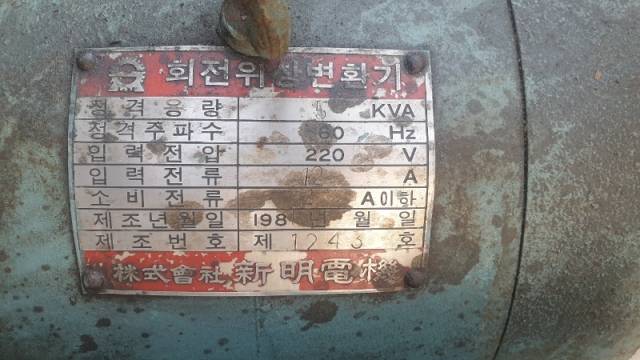 회전위상변환기
정격용량 5 KVA
정격주파수 60 Hz
입력전압 220 V
입력전류 12 A
소비전류 A이하
제조년월일 198 년 월 일
제조번호 제 1243 호
株式會社 新明電機